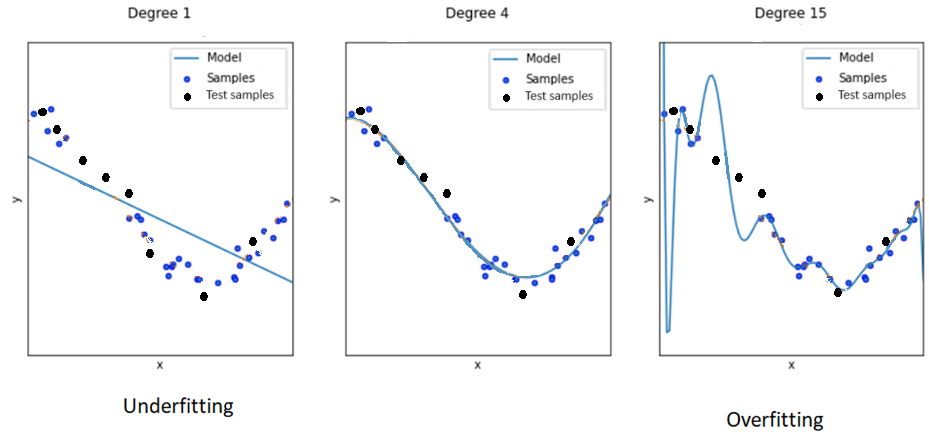 Degree 1
Model
Samples
Test samples
y
x
Underfitting
Degree 4
Model
Samples
Test samples
y
x
Degree 15
Model
Samples
Test samples
y
x
Overfitting